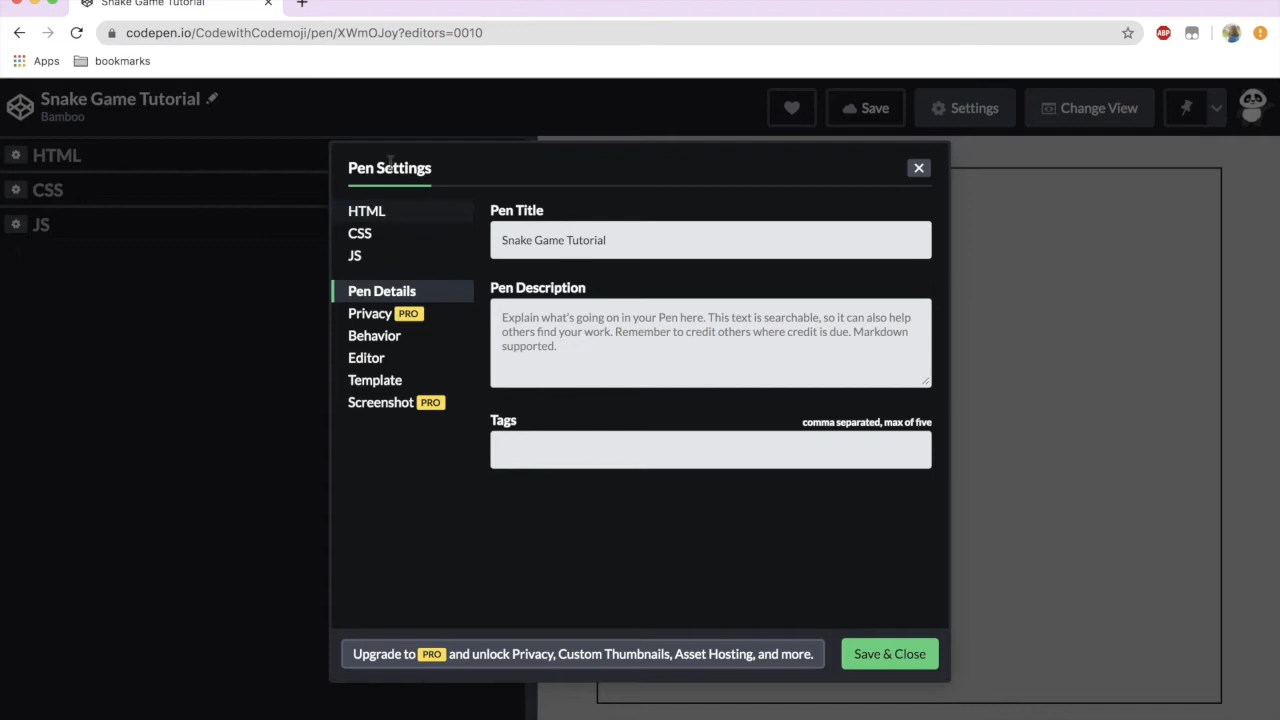 Snake Game Tutorial
codepen.io/CodewithCodemoji/pen/XWmOJoy?editors=0010
ABP
Apps
bookmarks
Snake Game Tutorial
Bamboo
Save
Settings
Change View
HTML
CSS
JS
Pen Settings
HTML
CSS
JS
Pen Details
Privacy PRO
Behavior
Editor
Template
Screenshot PRO
Pen Title
Snake Game Tutorial
Pen Description
Explain what's going on in your Pen here. This text is searchable, so it can also help
others find your work. Remember to credit others where credit is due. Markdown
supported.
Tags
comma separated, max of five
Upgrade to PRO and unlock Privacy, Custom Thumbnails, Asset Hosting, and more.
Save & Close